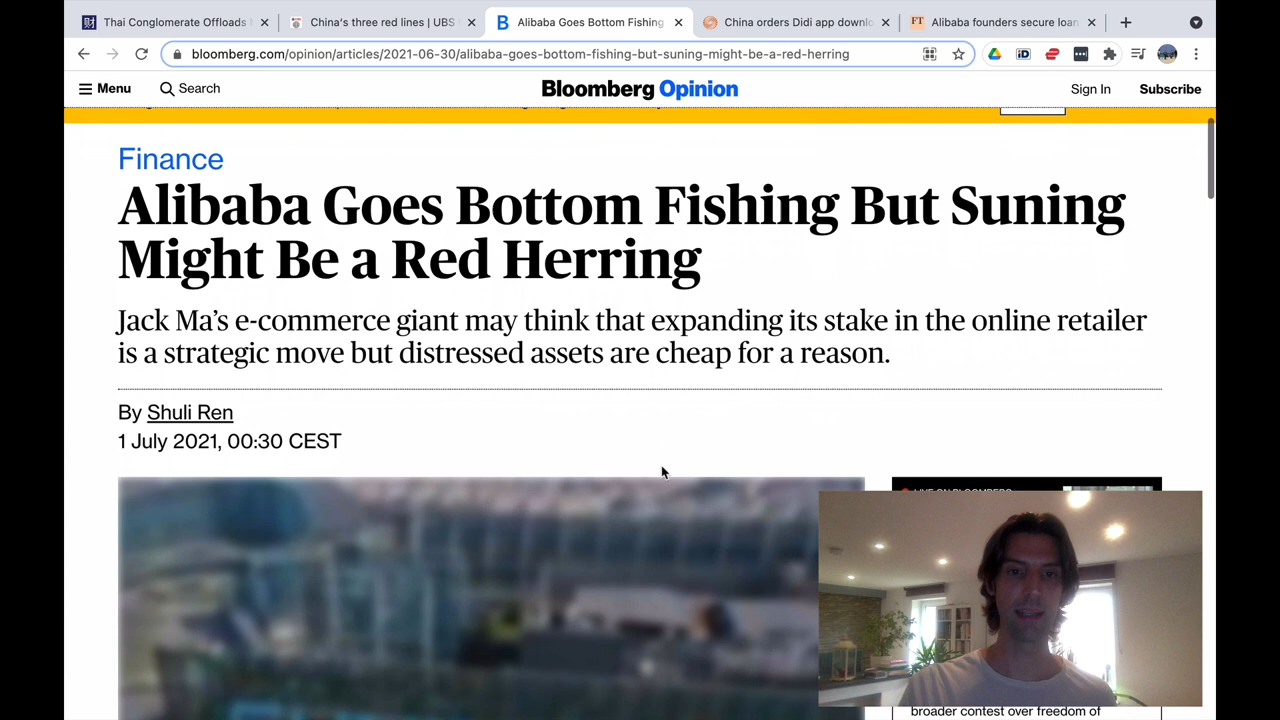 Thai Conglomerate Offloads
China's three red lines | UBS
Alibaba Goes Bottom Fishing
China orders Didi app downlo
Alibaba founders secure loan
bloomberg.com/opinion/articles/2021-06-30/alibaba-goes-bottom-fishing-but-suning-might-be-a-red-herring
Menu
Search
Bloomberg Opinion
Sign In
Subscribe
Finance
Alibaba Goes Bottom Fishing But Suning
Might Be a Red Herring
Jack Ma's e-commerce giant may think that expanding its stake in the online retailer
is a strategic move but distressed assets are cheap for a reason.
By Shuli Ren
1 July 2021, 00:30 CEST
LIVE ON BLOOMBERG
broader contest over freedom of